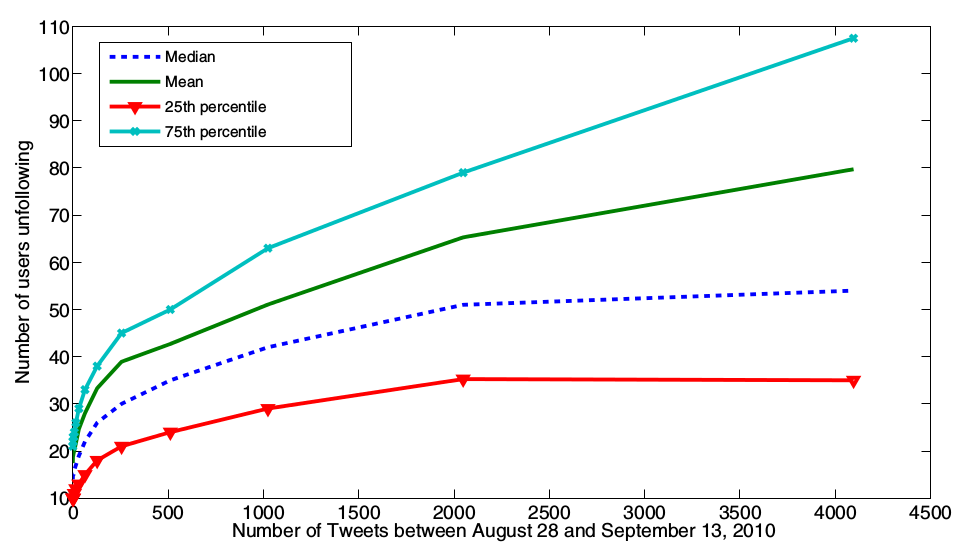 110
100
90
80
70
60
50
40
30
20
10
Number of users unfollowing
Median
Mean
25th percentile
75th percentile
0 500 1000 1500 2000 2500 3000 3500 4000 4500
Number of Tweets between August 28 and September 13, 2010